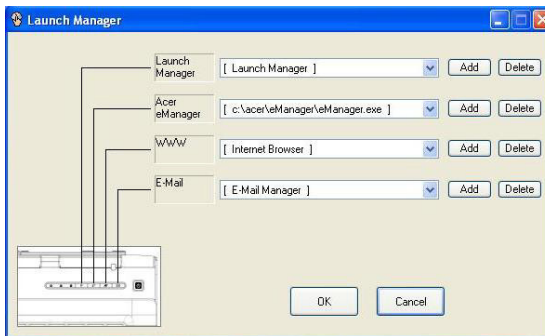 Launch Manager
Launch
Manager
[ Launch Manager ]
Add
Delete
Acer
eManager
[ c:\acer\eManager\eManager.exe ]
Add
Delete
WWW
[ Internet Browser ]
Add
Delete
E-Mail
[ E-Mail Manager ]
Add
Delete
OK
Cancel